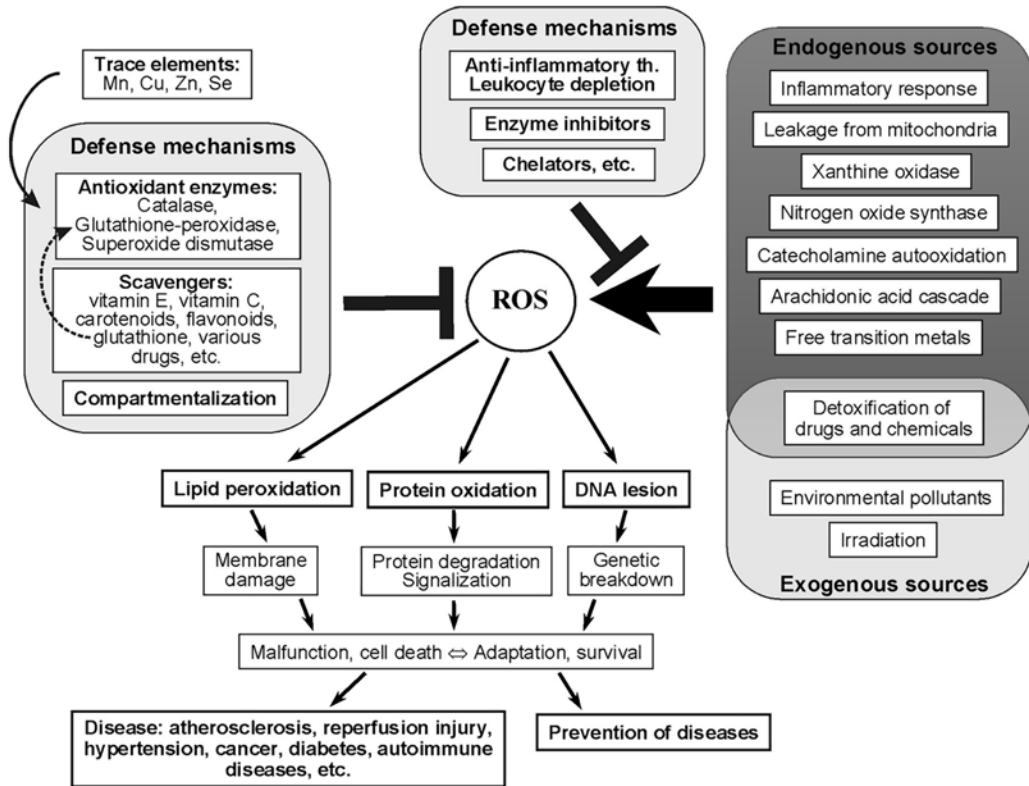 Trace elements:
Mn, Cu, Zn, Se
Defense mechanisms
Antioxidant enzymes:
Catalase,
Glutathione-peroxidase,
Superoxide dismutase
Scavengers:
vitamin E, vitamin C,
carotenoids, flavonoids,
glutathione, various
drugs, etc.
Compartmentalization
Defense mechanisms
Anti-inflammatory th.
Leukocyte depletion
Enzyme inhibitors
Chelators, etc.
ROS
Endogenous sources
Inflammatory response
Leakage from mitochondria
Xanthine oxidase
Nitrogen oxide synthase
Catecholamine autooxidation
Arachidonic acid cascade
Free transition metals
Detoxification of
drugs and chemicals
Environmental pollutants
Irradiation
Exogenous sources
Lipid peroxidation
Protein oxidation
DNA lesion
Membrane
damage
Protein degradation
Signalization
Genetic
breakdown
Malfunction, cell death ⇔ Adaptation, survival
Disease: atherosclerosis, reperfusion injury,
hypertension, cancer, diabetes, autoimmune
diseases, etc.
Prevention of diseases